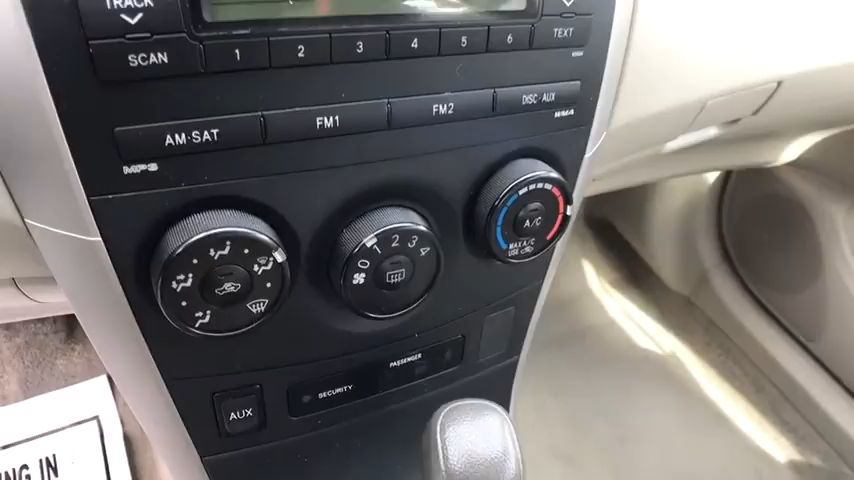 TRACK
SCAN
1 2 3 4 5 6 TEXT
AM·SAT FM1 FM2 DISC·AUX
MP3 WMA
0 1 2 3 4
A/C
MAX A/C
USE
PASSENGER
SECURITY
AUX
NG IN